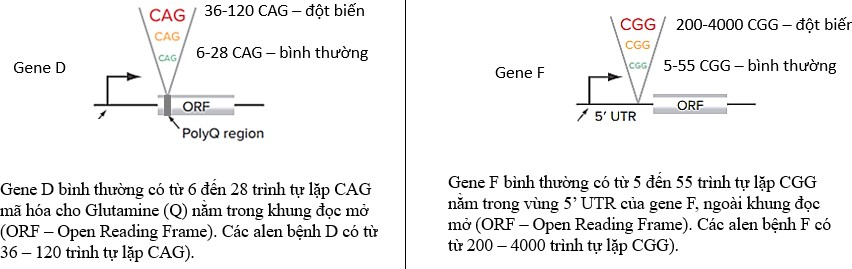 CAG
CAG
CAG
36-120 CAG – đột biến
6-28 CAG – bình thường
Gene D
ORF
PolyQ region
Gene D bình thường có từ 6 đến 28 trình tự lặp CAG
mã hóa cho Glutamine (Q) nằm trong khung đọc mở
(ORF – Open Reading Frame). Các alen bệnh D có từ
36 – 120 trình tự lặp CAG).
CGG
CGG
CGG
200-4000 CGG – đột biến
5-55 CGG – bình thường
Gene F
5' UTR
ORF
Gene F bình thường có từ 5 đến 55 trình tự lặp CGG
nằm trong vùng 5’ UTR của gene F, ngoài khung đọc
mở (ORF – Open Reading Frame). Các alen bệnh F có
từ 200 – 4000 trình tự lặp CGG).